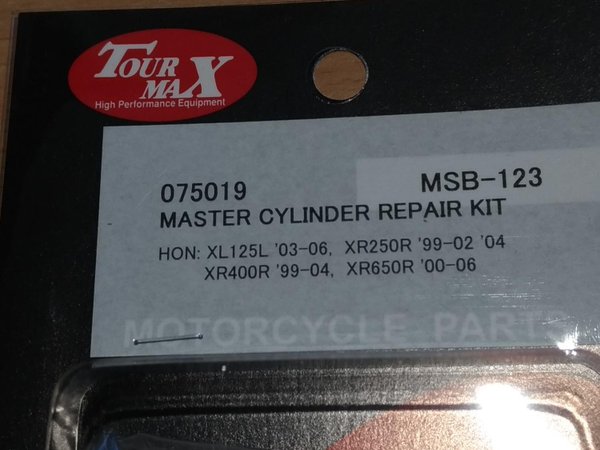 TOUR MAX
High Performance Equipment
075019 MSB-123
MASTER CYLINDER REPAIR KIT
HON: XL125L '03-06, XR250R '99-02 '04
XR400R '99-04, XR650R '00-06
MOTORCYCLE PARTS